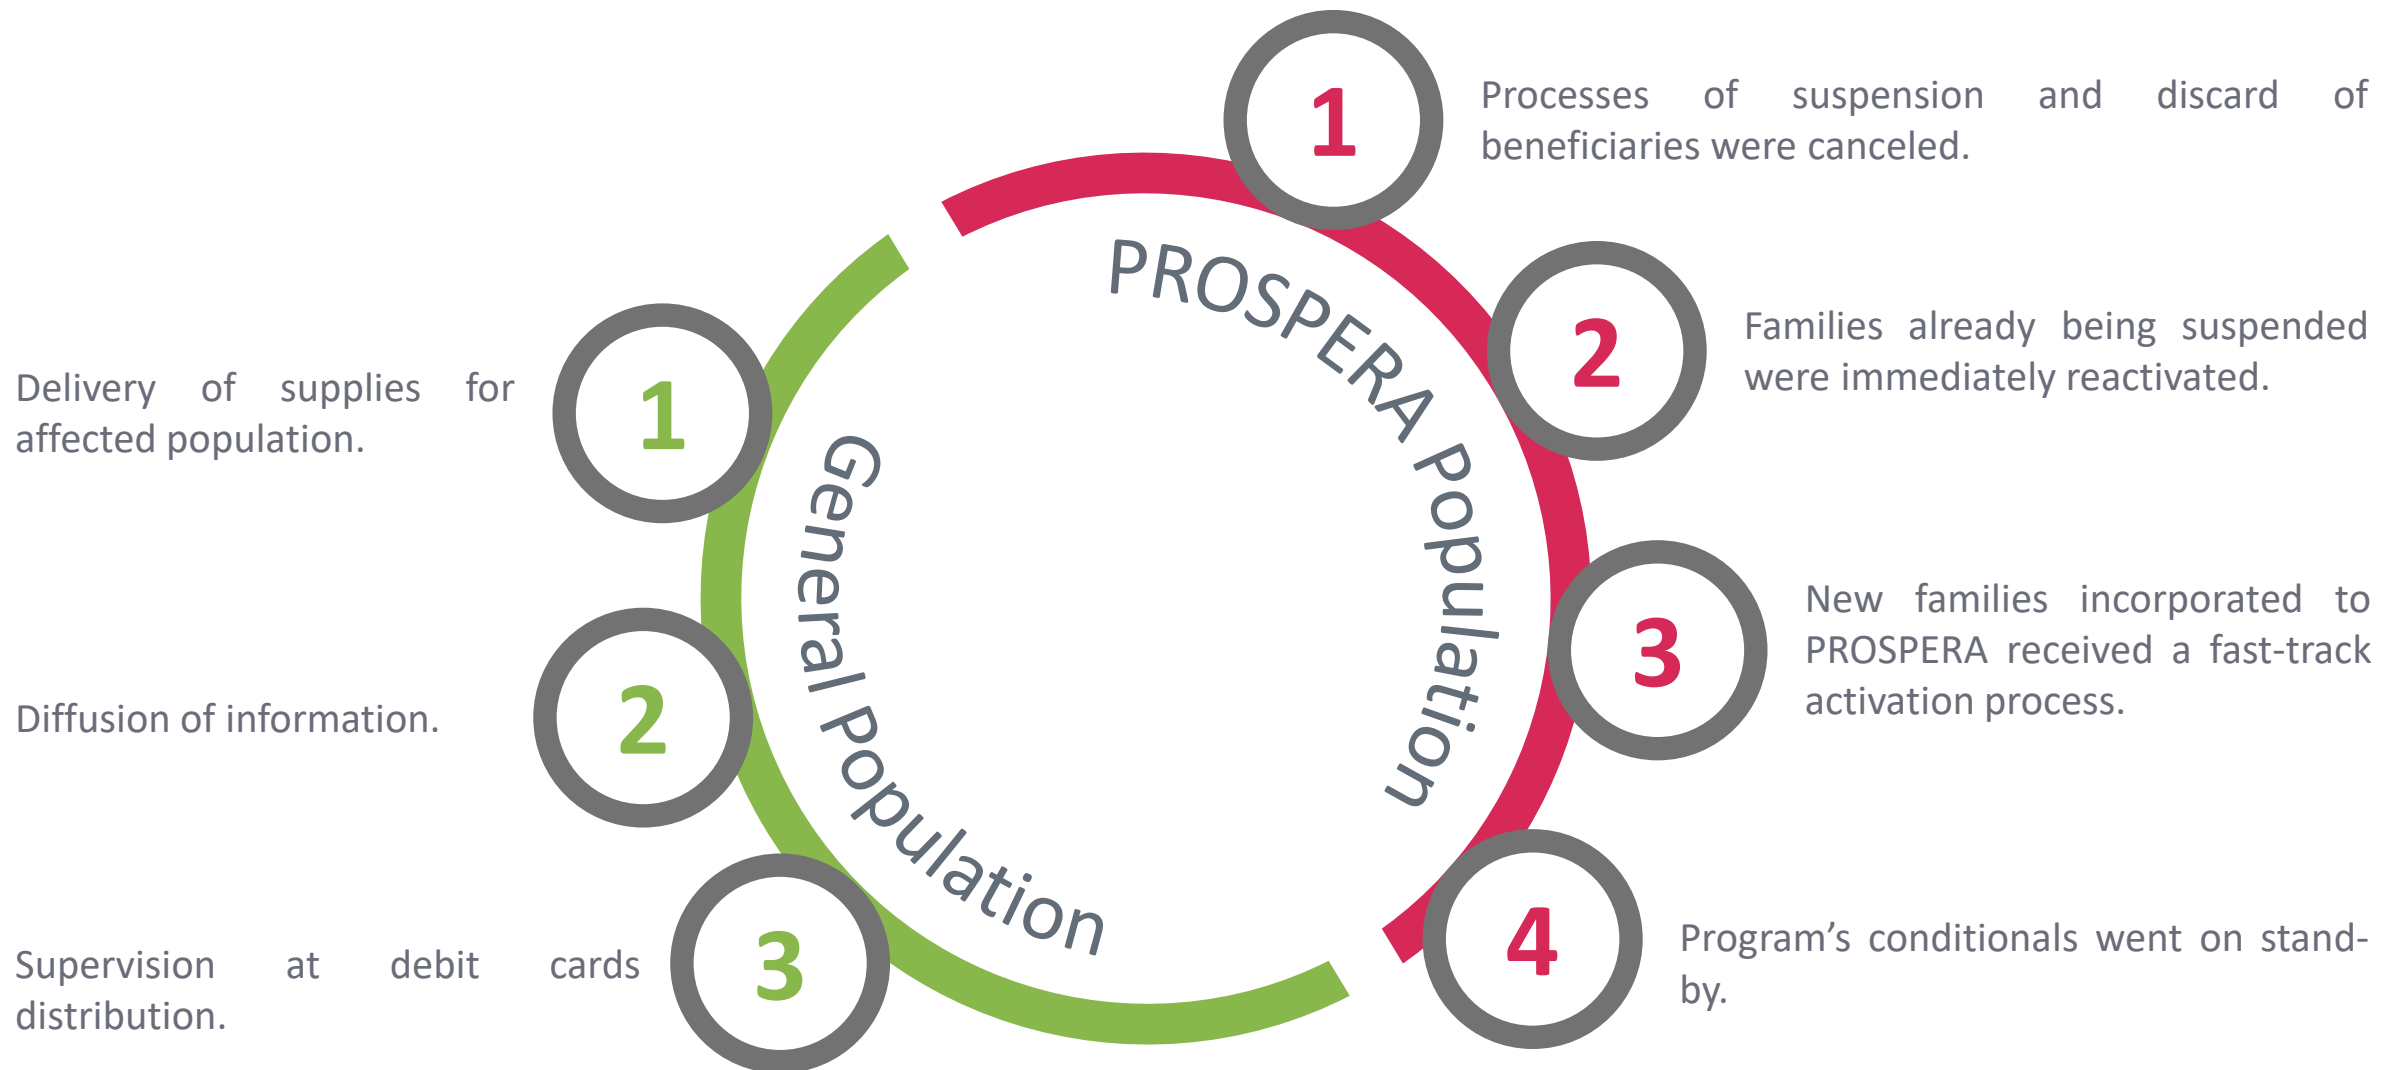 PROSPERA Population
1
Processes of suspension and discard of
beneficiaries were canceled.
2
Families already being suspended
were immediately reactivated.
3
New families incorporated to
PROSPERA received a fast-track
activation process.
4
Program’s conditionals went on stand-
by.
General Population
1
Delivery of supplies for
affected population.
2
Diffusion of information.
3
Supervision at debit cards
distribution.